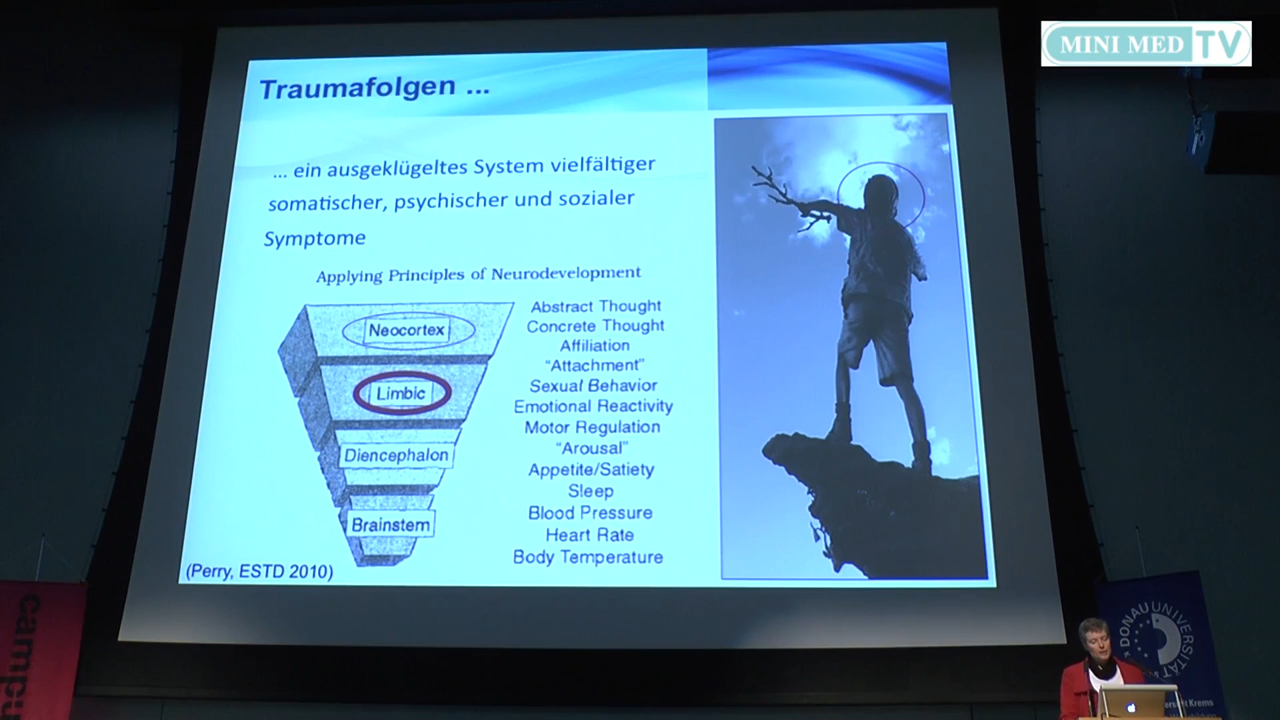 MINI MED TV
Traumafolgen ...
... ein ausgeklügeltes System vielfältiger
somatischer, psychischer und sozialer
Symptome
Applying Principles of Neurodevelopment
Neocortex
Limbic
Diencephalon
Brainstem
Abstract Thought
Concrete Thought
Affiliation
“Attachment”
Sexual Behavior
Emotional Reactivity
Motor Regulation
“Arousal”
Appetite/Satiety
Sleep
Blood Pressure
Heart Rate
Body Temperature
(Perry, ESTD 2010)
campu
DONAUUNIVERSITÄT
Krems